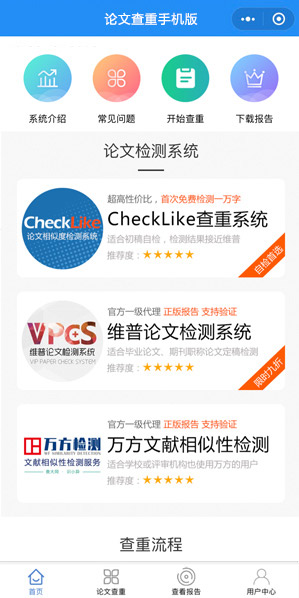 论文查重手机版
系统介绍
常见问题
开始查重
下载报告
论文检测系统
CheckLike
论文相似度检测系统
超高性价比，首次免费检测一万字
CheckLike查重系统
适合初稿自检，检测结果接近维普
推荐度：★★★★★
自检首选
VPCS
维普论文检测系统
VIP PAPER CHECK SYSTEM
官方一级代理 正版报告 支持验证
维普论文检测系统
适合毕业论文、期刊职称论文定稿检测
推荐度：★★★★★
限时九折
万方检测
WF SIMILARITY DETECTION
文献相似性检测服务
官方一级代理 正版报告 支持验证
万方文献相似性检测
适合学校或评审机构也使用万方的用户
推荐度：★★★★★
查重流程
首页
论文查重
查看报告
用户中心